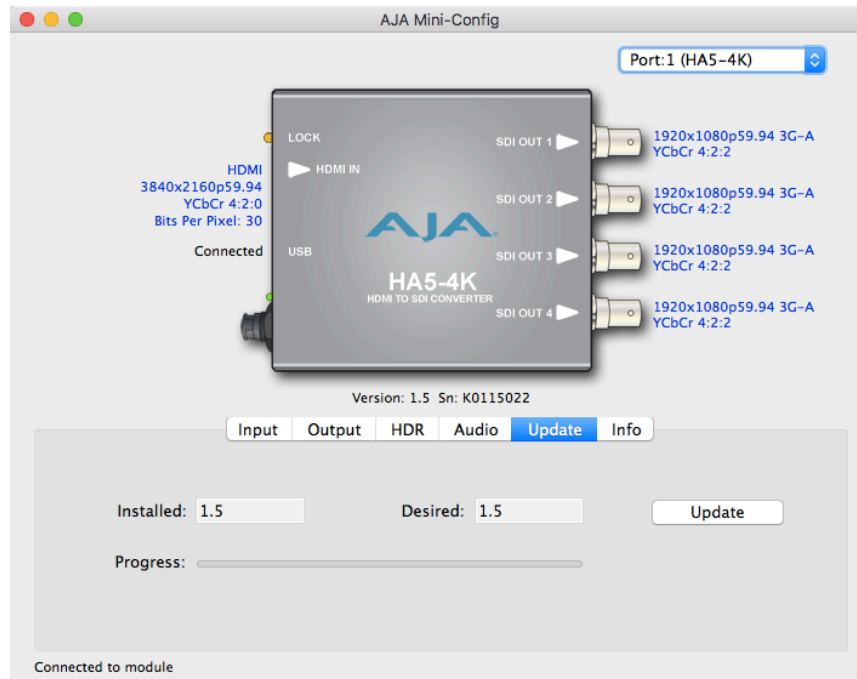 AJA Mini-Config
Port:1 (HA5-4K)
LOCK
HDMI IN
USB
HDMI
3840x2160p59.94
YCbCr 4:2:0
Bits Per Pixel: 30
Connected
AJA
HA5-4K
HDMI TO SDI CONVERTER
SDI OUT 1
SDI OUT 2
SDI OUT 3
SDI OUT 4
1920x1080p59.94 3G-A
YCbCr 4:2:2
1920x1080p59.94 3G-A
YCbCr 4:2:2
1920x1080p59.94 3G-A
YCbCr 4:2:2
1920x1080p59.94 3G-A
YCbCr 4:2:2
Version: 1.5 Sn: K0115022
Input Output HDR Audio Update Info
Installed: 1.5 Desired: 1.5 Update
Progress:
Connected to module